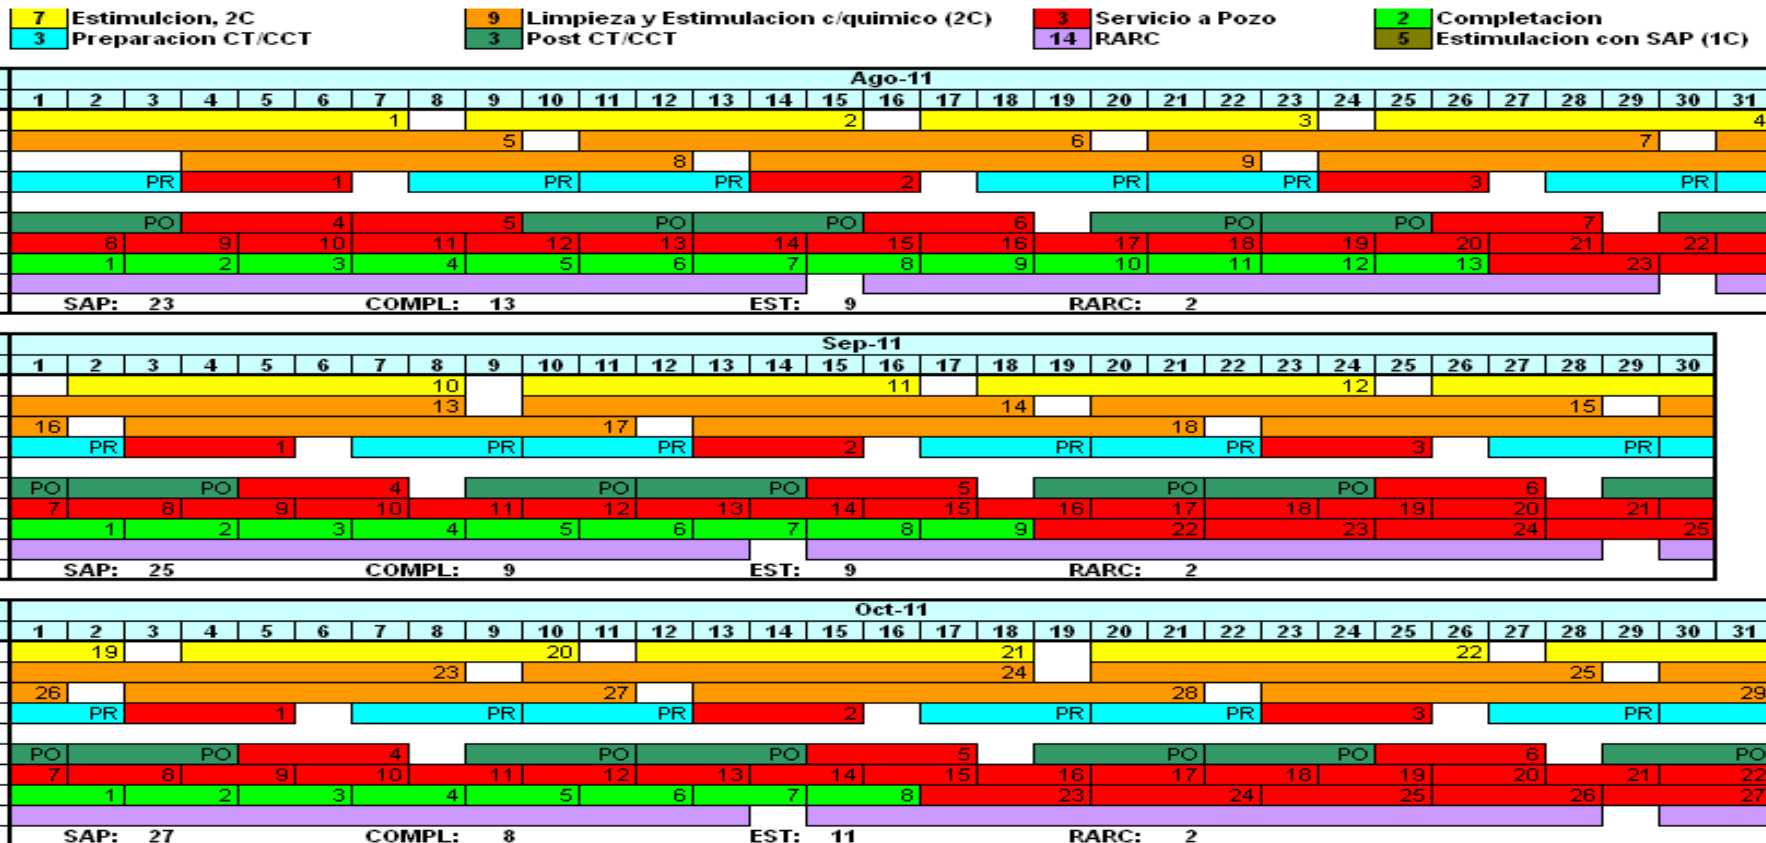 7 Estimulcion, 2C 9 Limpieza y Estimulacion c/quimico (2C) 3 Servicio a Pozo 2 Completacion
3 Preparacion CT/CCT 3 Post CT/CCT 14 RARC 5 Estimulacion con SAP (1C)
Ago-11
1 2 3 4 5 6 7 8 9 10 11 12 13 14 15 16 17 18 19 20 21 22 23 24 25 26 27 28 29 30 31
1 2 3 4
5 6 7
8 9
PR 1 PR PR 2 PR PR 3 PR
PO 4 5 PO PO 6 PO PO 7
8 9 10 11 12 13 14 15 16 17 18 19 20 21 22
1 2 3 4 5 6 7 8 9 10 11 12 13 23
SAP: 23 COMPL: 13 EST: 9 RARC: 2
Sep-11
1 2 3 4 5 6 7 8 9 10 11 12 13 14 15 16 17 18 19 20 21 22 23 24 25 26 27 28 29 30
10 11 12
13 14 15
16 17 18
PR 1 PR PR 2 PR PR 3 PR
PO PO 4 PO PO 5 PO PO 6
7 8 9 10 11 12 13 14 15 16 17 18 19 20 21
1 2 3 4 5 6 7 8 9 22 23 24 25
SAP: 25 COMPL: 9 EST: 9 RARC: 2
Oct-11
1 2 3 4 5 6 7 8 9 10 11 12 13 14 15 16 17 18 19 20 21 22 23 24 25 26 27 28 29 30 31
19 20 21 22
23 24 25
26 27 28 29
PR 1 PR PR 2 PR PR 3 PR
PO PO 4 PO PO 5 PO PO 6 PO
7 8 9 10 11 12 13 14 15 16 17 18 19 20 21 22
1 2 3 4 5 6 7 8 23 24 25 26 27
SAP: 27 COMPL: 8 EST: 11 RARC: 2